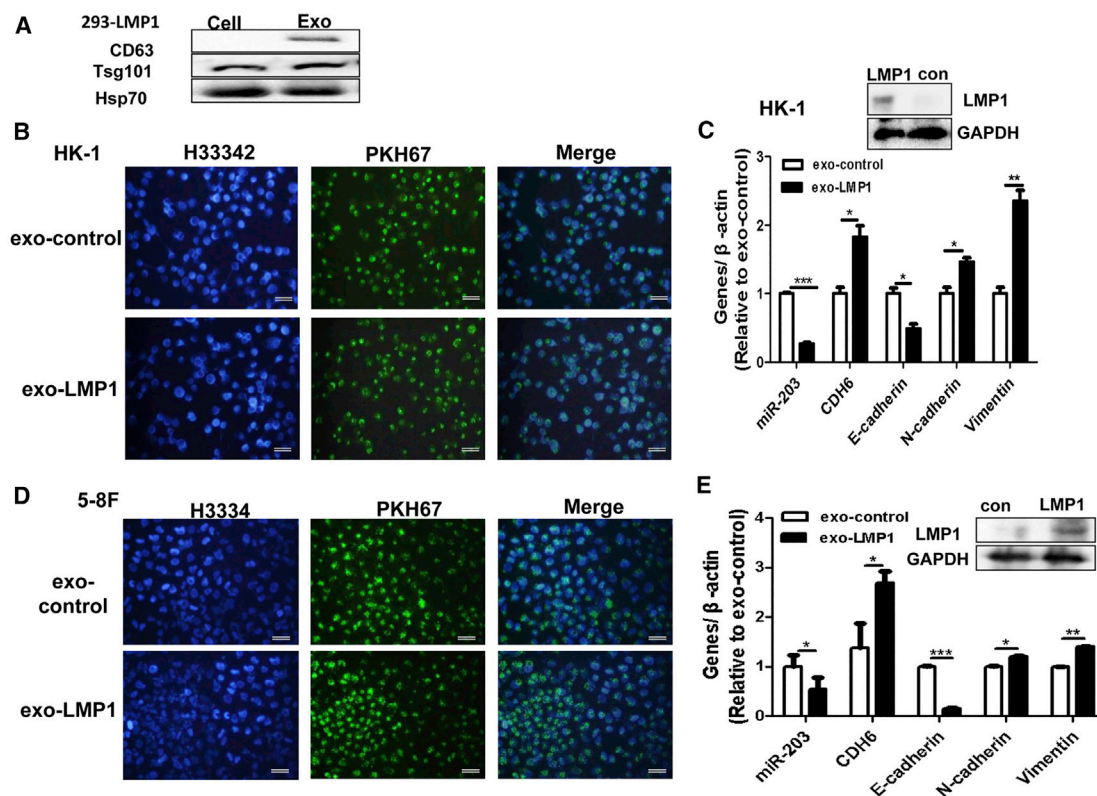 A
293-LMP1
Cell Exo
CD63
Tsg101
Hsp70
B
HK-1
H33342 PKH67 Merge
exo-control
exo-LMP1
C
HK-1
LMP1 con
LMP1
GAPDH
exo-control
exo-LMP1
Genes/ β -actin
(Relative to exo-control)
3
2
1
0
***
*
*
*
**
miR-203
CDH6
E-cadherin
N-cadherin
Vimentin
D
5-8F
H3334 PKH67 Merge
exo-
control
exo-LMP1
E
con LMP1
LMP1
GAPDH
exo-control
exo-LMP1
Genes/ β -actin
(Relative to exo-control)
4
3
2
1
0
*
*
***
*
**
miR-203
CDH6
E-cadherin
N-cadherin
Vimentin